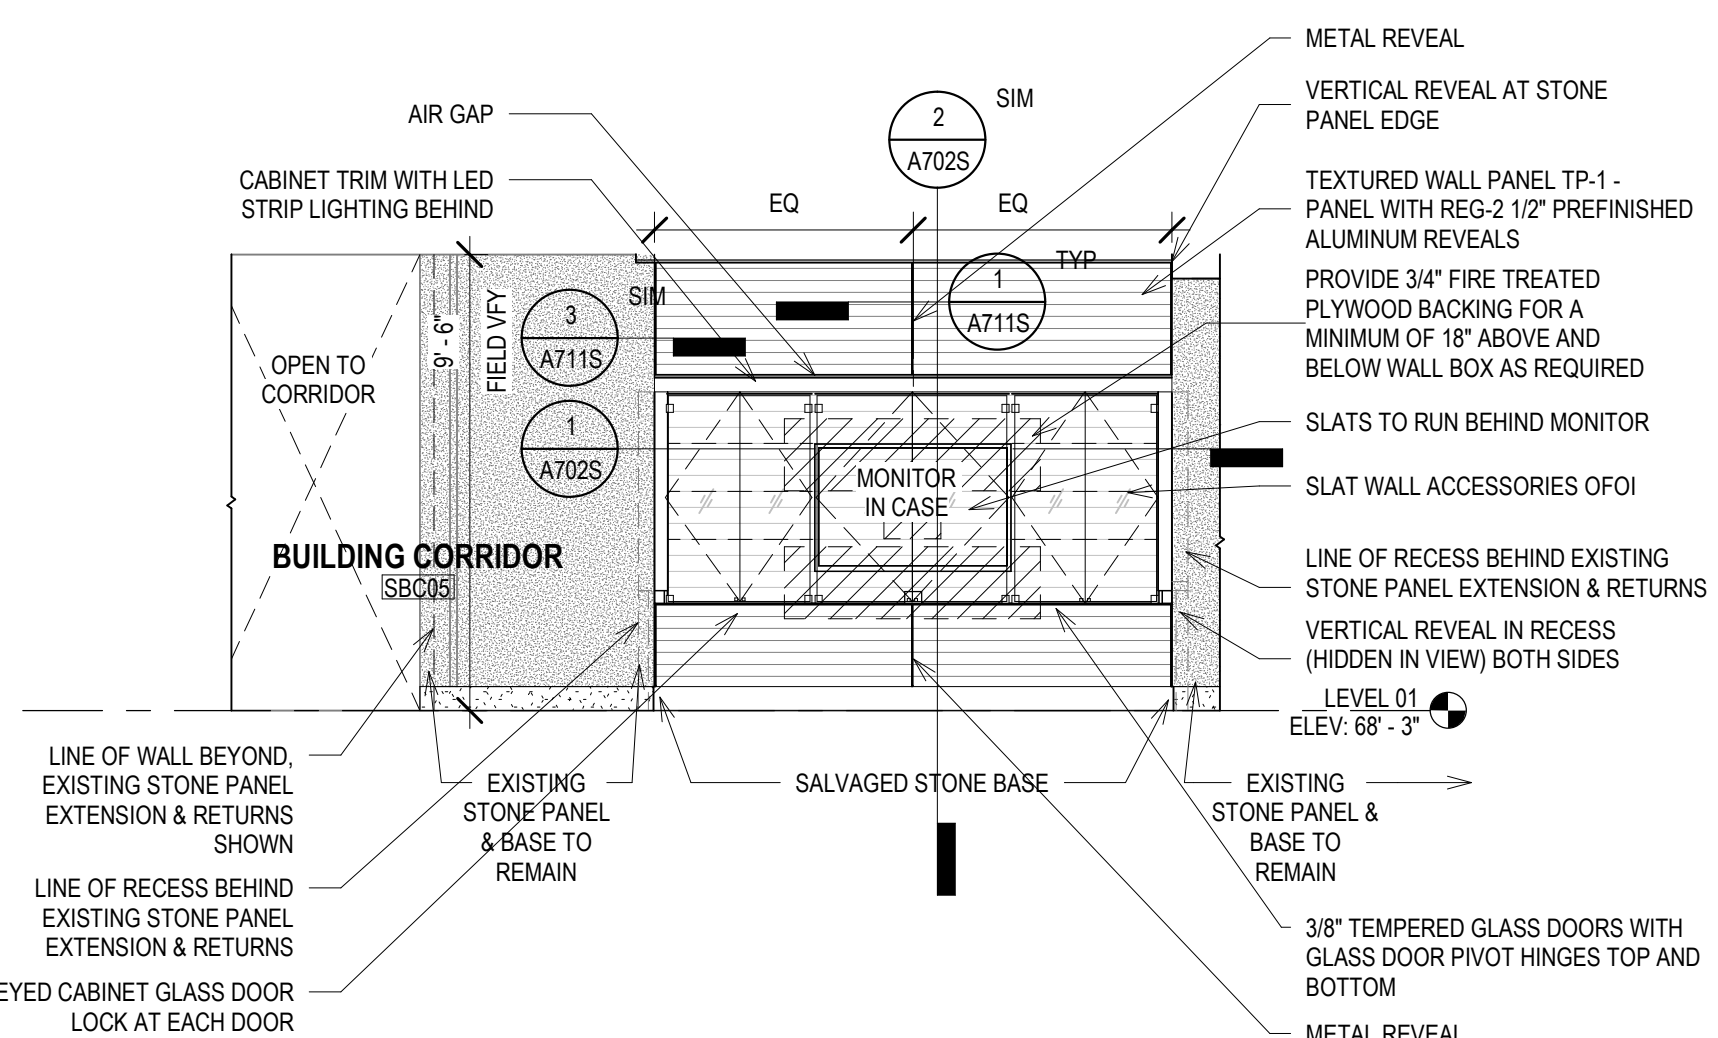 METAL REVEAL
VERTICAL REVEAL AT STONE
PANEL EDGE
TEXTURED WALL PANEL TP-1 -
PANEL WITH REG-2 1/2" PREFINISHED
ALUMINUM REVEALS
PROVIDE 3/4" FIRE TREATED
PLYWOOD BACKING FOR A
MINIMUM OF 18" ABOVE AND
BELOW WALL BOX AS REQUIRED
SLATS TO RUN BEHIND MONITOR
SLAT WALL ACCESSORIES OFOI
LINE OF RECESS BEHIND EXISTING
STONE PANEL EXTENSION & RETURNS
VERTICAL REVEAL IN RECESS
(HIDDEN IN VIEW) BOTH SIDES
LEVEL 01
ELEV: 68' - 3"
AIR GAP
CABINET TRIM WITH LED
STRIP LIGHTING BEHIND
2
A702S
SIM
EQ
EQ
1
A711S
TYP
3
A711S
SIM
1
A702S
9' - 6"
FIELD VFY
OPEN TO
CORRIDOR
MONITOR
IN CASE
BUILDING CORRIDOR
SBC05
LINE OF WALL BEYOND,
EXISTING STONE PANEL
EXTENSION & RETURNS
SHOWN
LINE OF RECESS BEHIND
EXISTING STONE PANEL
EXTENSION & RETURNS
EYED CABINET GLASS DOOR
LOCK AT EACH DOOR
EXISTING
STONE PANEL
& BASE TO
REMAIN
SALVAGED STONE BASE
EXISTING
STONE PANEL &
BASE TO
REMAIN
3/8" TEMPERED GLASS DOORS WITH
GLASS DOOR PIVOT HINGES TOP AND
BOTTOM
METAL REVEAL